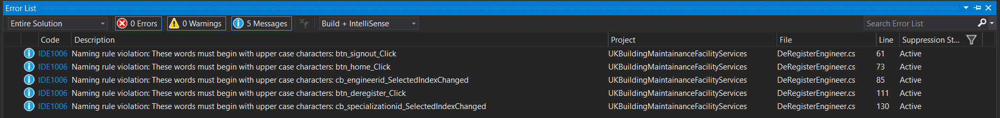 Error List
Entire Solution 0 Errors 0 Warnings 5 Messages Build + IntelliSense Search Error List
Code Description Project File Line Suppression St...
IDE1006 Naming rule violation: These words must begin with upper case characters: btn_signout_Click UKBuildingMaintainanceFacilityServices DeRegisterEngineer.cs 61 Active
IDE1006 Naming rule violation: These words must begin with upper case characters: btn_home_Click UKBuildingMaintainanceFacilityServices DeRegisterEngineer.cs 73 Active
IDE1006 Naming rule violation: These words must begin with upper case characters: cb_engineerid_SelectedIndexChanged UKBuildingMaintainanceFacilityServices DeRegisterEngineer.cs 85 Active
IDE1006 Naming rule violation: These words must begin with upper case characters: btn_deregister_Click UKBuildingMaintainanceFacilityServices DeRegisterEngineer.cs 111 Active
IDE1006 Naming rule violation: These words must begin with upper case characters: cb_specializationid_SelectedIndexChanged UKBuildingMaintainanceFacilityServices DeRegisterEngineer.cs 130 Active